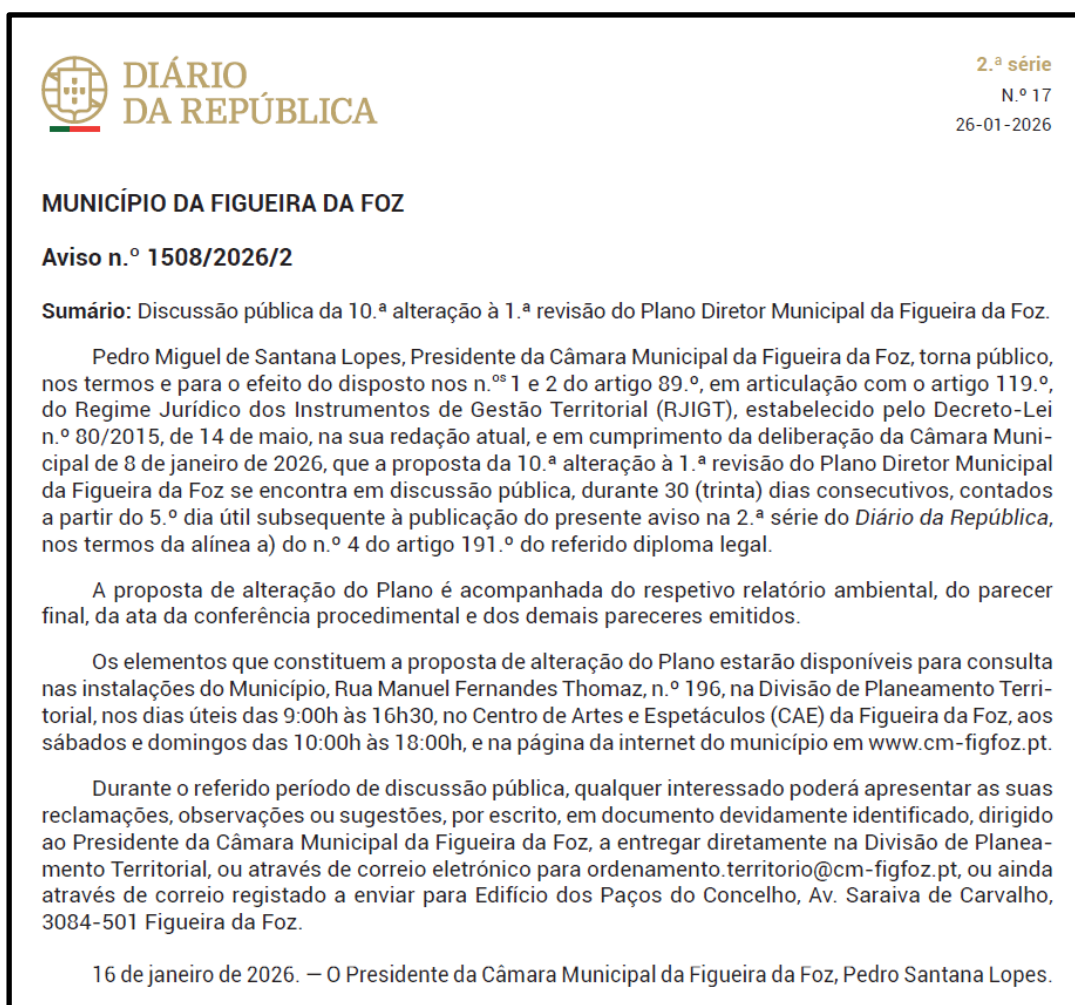 DIÁRIO
DA REPÚBLICA
2.ª série
N.º 17
26-01-2026
MUNICÍPIO DA FIGUEIRA DA FOZ
Aviso n.º 1508/2026/2
Sumário: Discussão pública da 10.ª alteração à 1.ª revisão do Plano Diretor Municipal da Figueira da Foz.
Pedro Miguel de Santana Lopes, Presidente da Câmara Municipal da Figueira da Foz, torna público,
nos termos e para o efeito do disposto nos n.ºs 1 e 2 do artigo 89.º, em articulação com o artigo 119.º,
do Regime Jurídico dos Instrumentos de Gestão Territorial (RJIGT), estabelecido pelo Decreto-Lei
n.º 80/2015, de 14 de maio, na sua redação atual, e em cumprimento da deliberação da Câmara Muni-
cipal de 8 de janeiro de 2026, que a proposta da 10.ª alteração à 1.ª revisão do Plano Diretor Municipal
da Figueira da Foz se encontra em discussão pública, durante 30 (trinta) dias consecutivos, contados
a partir do 5.º dia útil subsequente à publicação do presente aviso na 2.ª série do Diário da República,
nos termos da alínea a) do n.º 4 do artigo 191.º do referido diploma legal.
A proposta de alteração do Plano é acompanhada do respetivo relatório ambiental, do parecer
final, da ata da conferência procedimental e dos demais pareceres emitidos.
Os elementos que constituem a proposta de alteração do Plano estarão disponíveis para consulta
nas instalações do Município, Rua Manuel Fernandes Thomaz, n.º 196, na Divisão de Planeamento Terri-
torial, nos dias úteis das 9:00h às 16h30, no Centro de Artes e Espetáculos (CAE) da Figueira da Foz, aos
sábados e domingos das 10:00h às 18:00h, e na página da internet do município em www.cm-figfoz.pt.
Durante o referido período de discussão pública, qualquer interessado poderá apresentar as suas
reclamações, observações ou sugestões, por escrito, em documento devidamente identificado, dirigido
ao Presidente da Câmara Municipal da Figueira da Foz, a entregar diretamente na Divisão de Planea-
mento Territorial, ou através de correio eletrónico para ordenamento.territorio@cm-figfoz.pt, ou ainda
através de correio registado a enviar para Edifício dos Paços do Concelho, Av. Saraiva de Carvalho,
3084-501 Figueira da Foz.
16 de janeiro de 2026. — O Presidente da Câmara Municipal da Figueira da Foz, Pedro Santana Lopes.